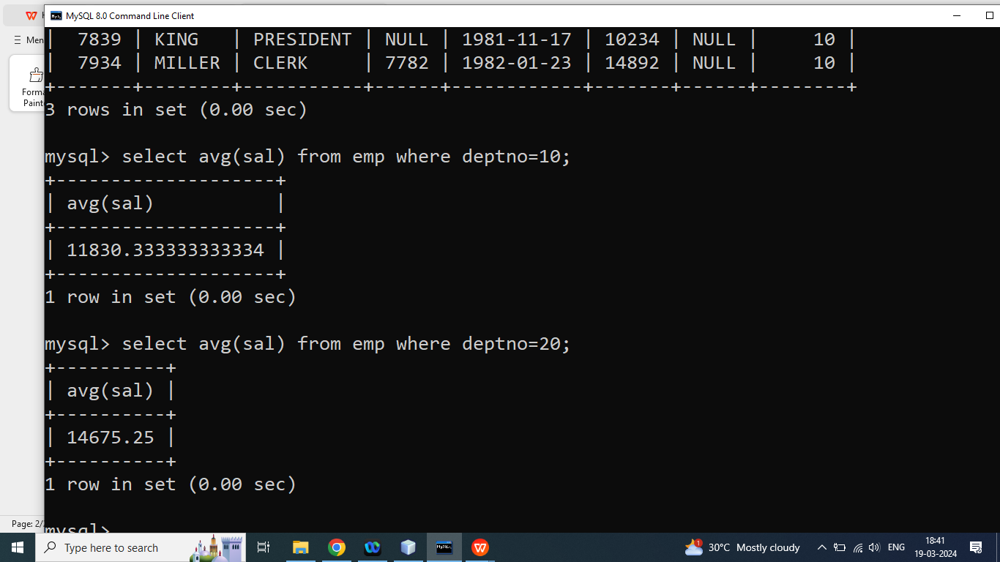 MySQL 8.0 Command Line Client
Men
Forma
Paint
| 7839 | KING | PRESIDENT | NULL | 1981-11-17 | 10234 | NULL | 10 |
| 7934 | MILLER | CLERK | 7782 | 1982-01-23 | 14892 | NULL | 10 |
+-------+--------+-----------+------+------------+-------+------+--------+
3 rows in set (0.00 sec)
mysql> select avg(sal) from emp where deptno=10;
+--------------------+
| avg(sal) |
+--------------------+
| 11830.333333333334 |
+--------------------+
1 row in set (0.00 sec)
mysql> select avg(sal) from emp where deptno=20;
+----------+
| avg(sal) |
+----------+
| 14675.25 |
+----------+
1 row in set (0.00 sec)
mysql>
Page: 2/
Type here to search
30°C Mostly cloudy
ENG
18:41
19-03-2024